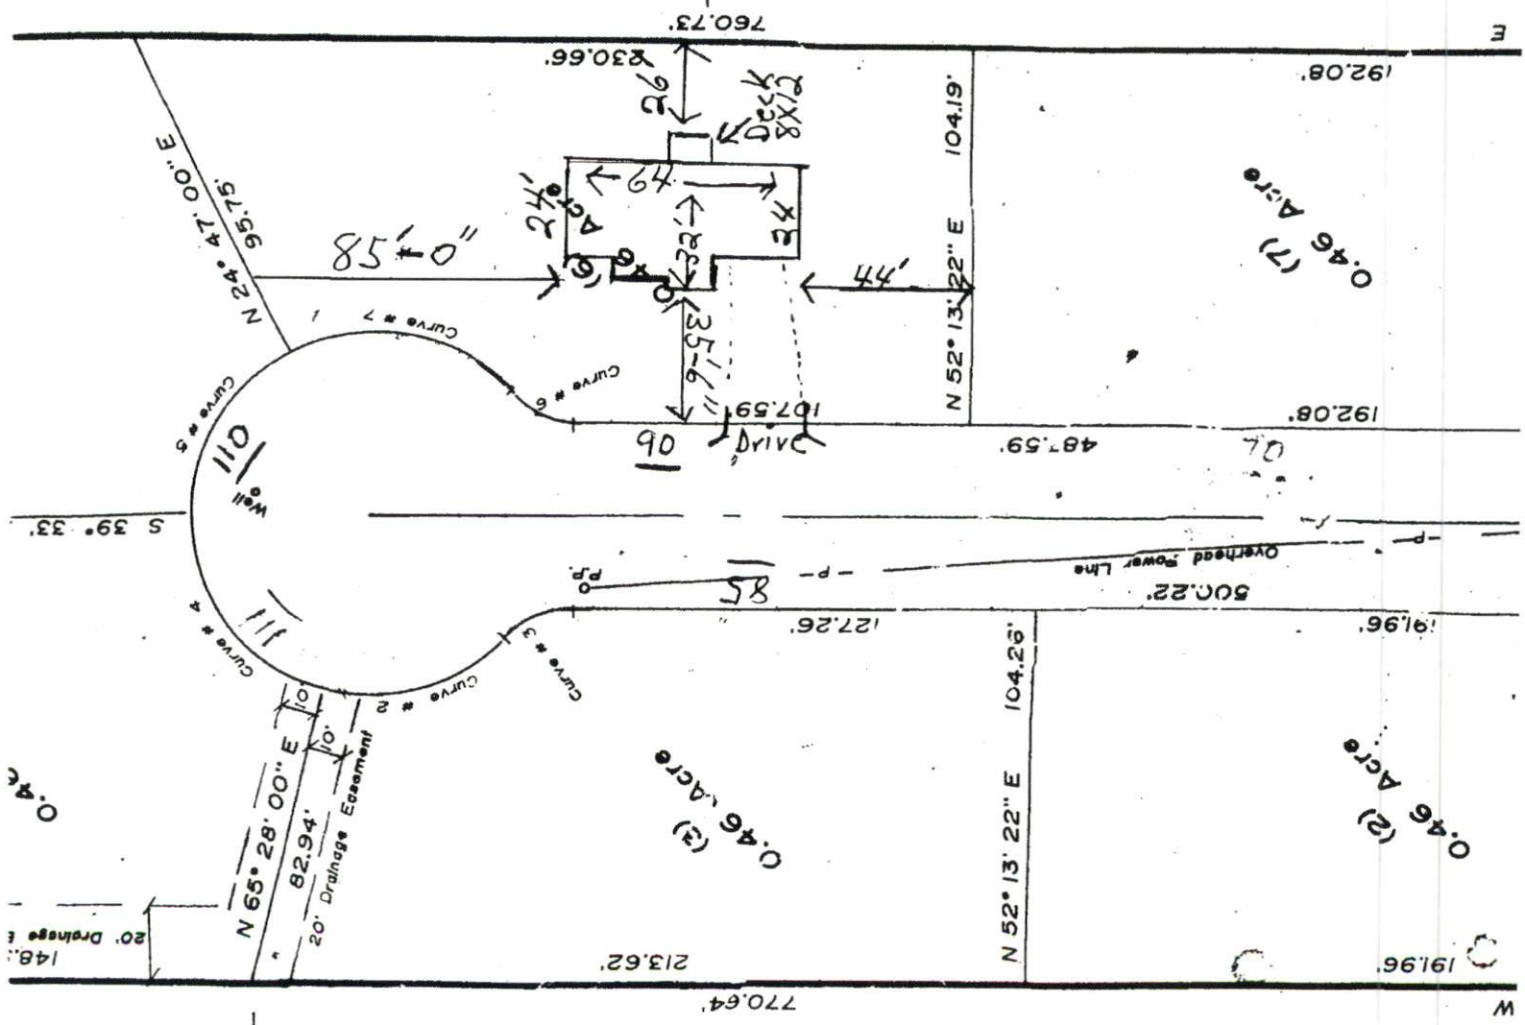 760.73'
E
230.66'
192.08'
26'
Deck
8X12
104.19'
N 52° 13' 22" E
N 24° 47' 00" E
95.75'
24'
64
24
32'
85'-0"
44'
35'-6"
(6)
Acre
(7)
0.46 Acre
Curve # 7
Curve # 6
Curve # 5
110
Well
107.59'
192.08'
90
Drive
487.59'
S 39° 33'
P.P.
85
-P-
Overhead Power Line
-P-
500.22'
127.26'
191.96'
Curve # 4
111
Curve # 3
Curve # 2
10'
10'
104.26'
N 52° 13' 22" E
N 65° 28' 00" E
82.94'
20' Drainage Easement
(3)
0.46 Acre
(2)
0.46 Acre
20' Drainage
213.62'
191.96'
770.64'
W